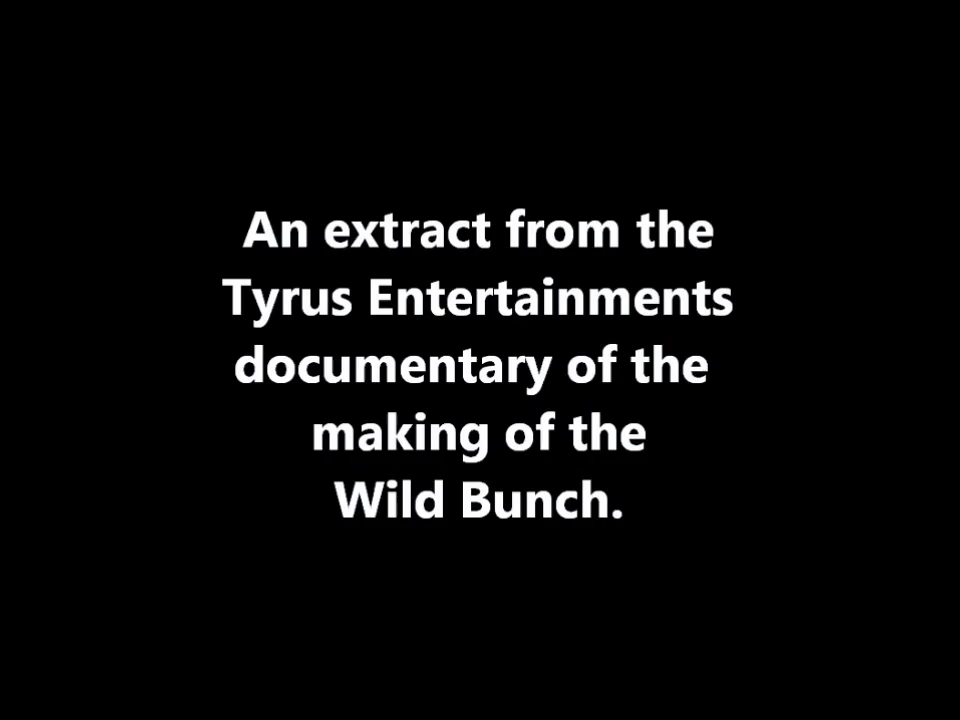 An extract from the
Tyrus Entertainments
documentary of the
making of the
Wild Bunch.